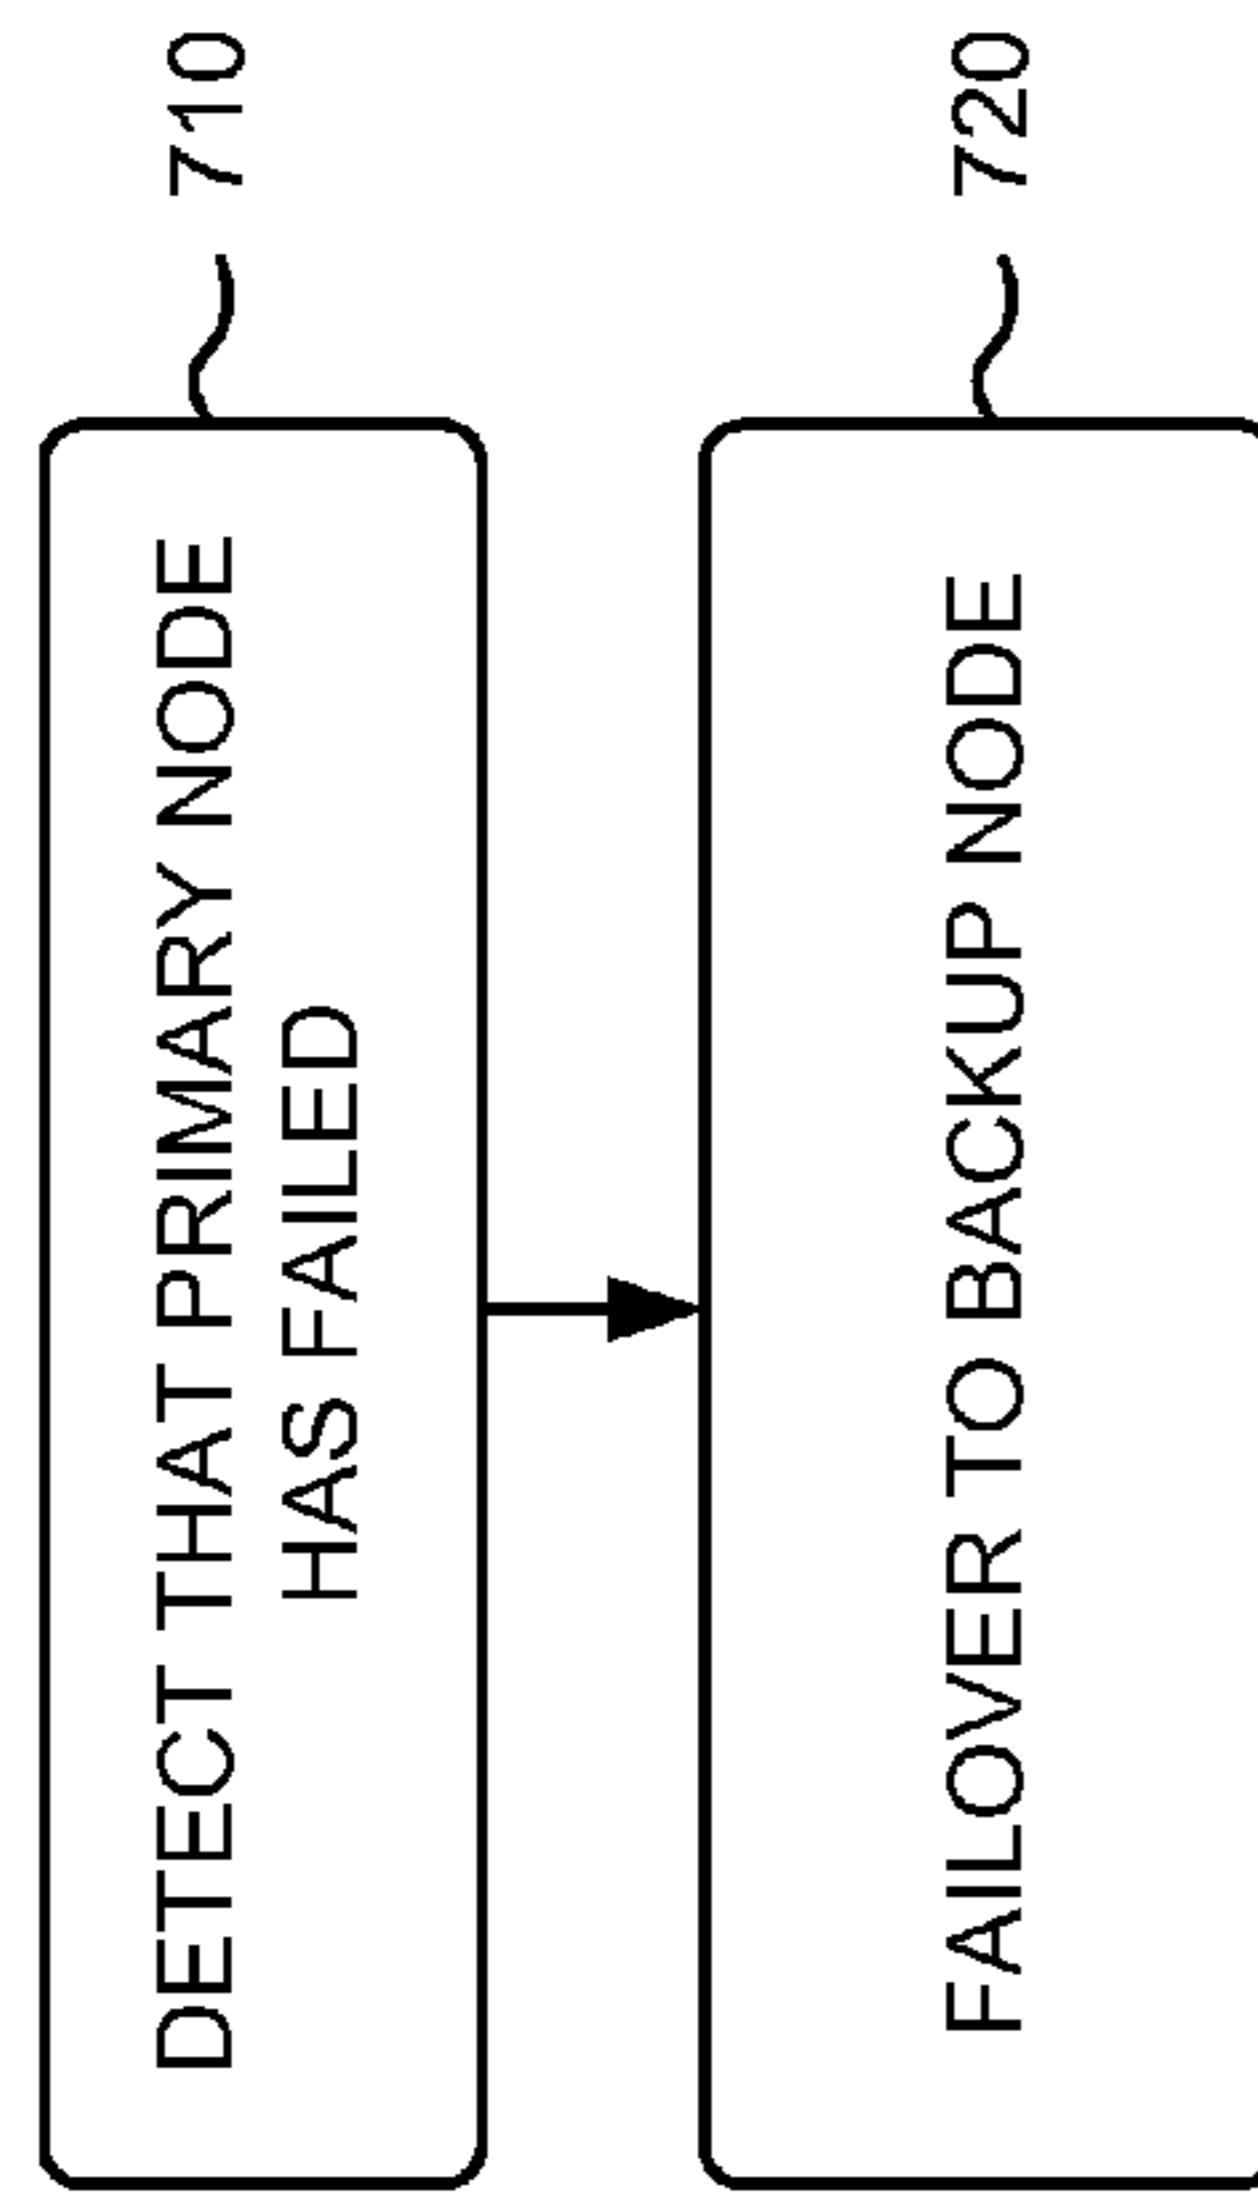 DETECT THAT PRIMARY NODE
HAS FAILED
710
FAILOVER TO BACKUP NODE
720